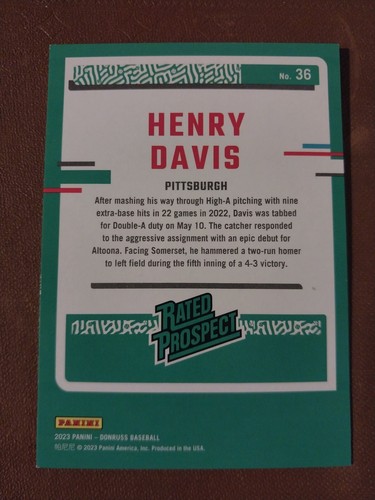 No. 36
HENRY
DAVIS
PITTSBURGH
After mashing his way through High-A pitching with nine
extra-base hits in 22 games in 2022, Davis was tabbed
for Double-A duty on May 10. The catcher responded
to the aggressive assignment with an epic debut for
Altoona. Facing Somerset, he hammered a two-run homer
to left field during the fifth inning of a 4-3 victory.
RATED
PROSPECT
PANINI
2023 PANINI - DONRUSS BASEBALL
© 2023 Panini America, Inc. Produced in the USA.